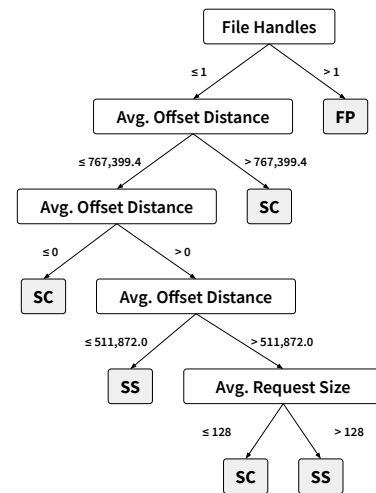 File Handles
≤ 1
> 1
Avg. Offset Distance
FP
≤ 767,399.4
> 767,399.4
Avg. Offset Distance
SC
≤ 0
> 0
SC
Avg. Offset Distance
≤ 511,872.0
> 511,872.0
SS
Avg. Request Size
≤ 128
> 128
SC
SS